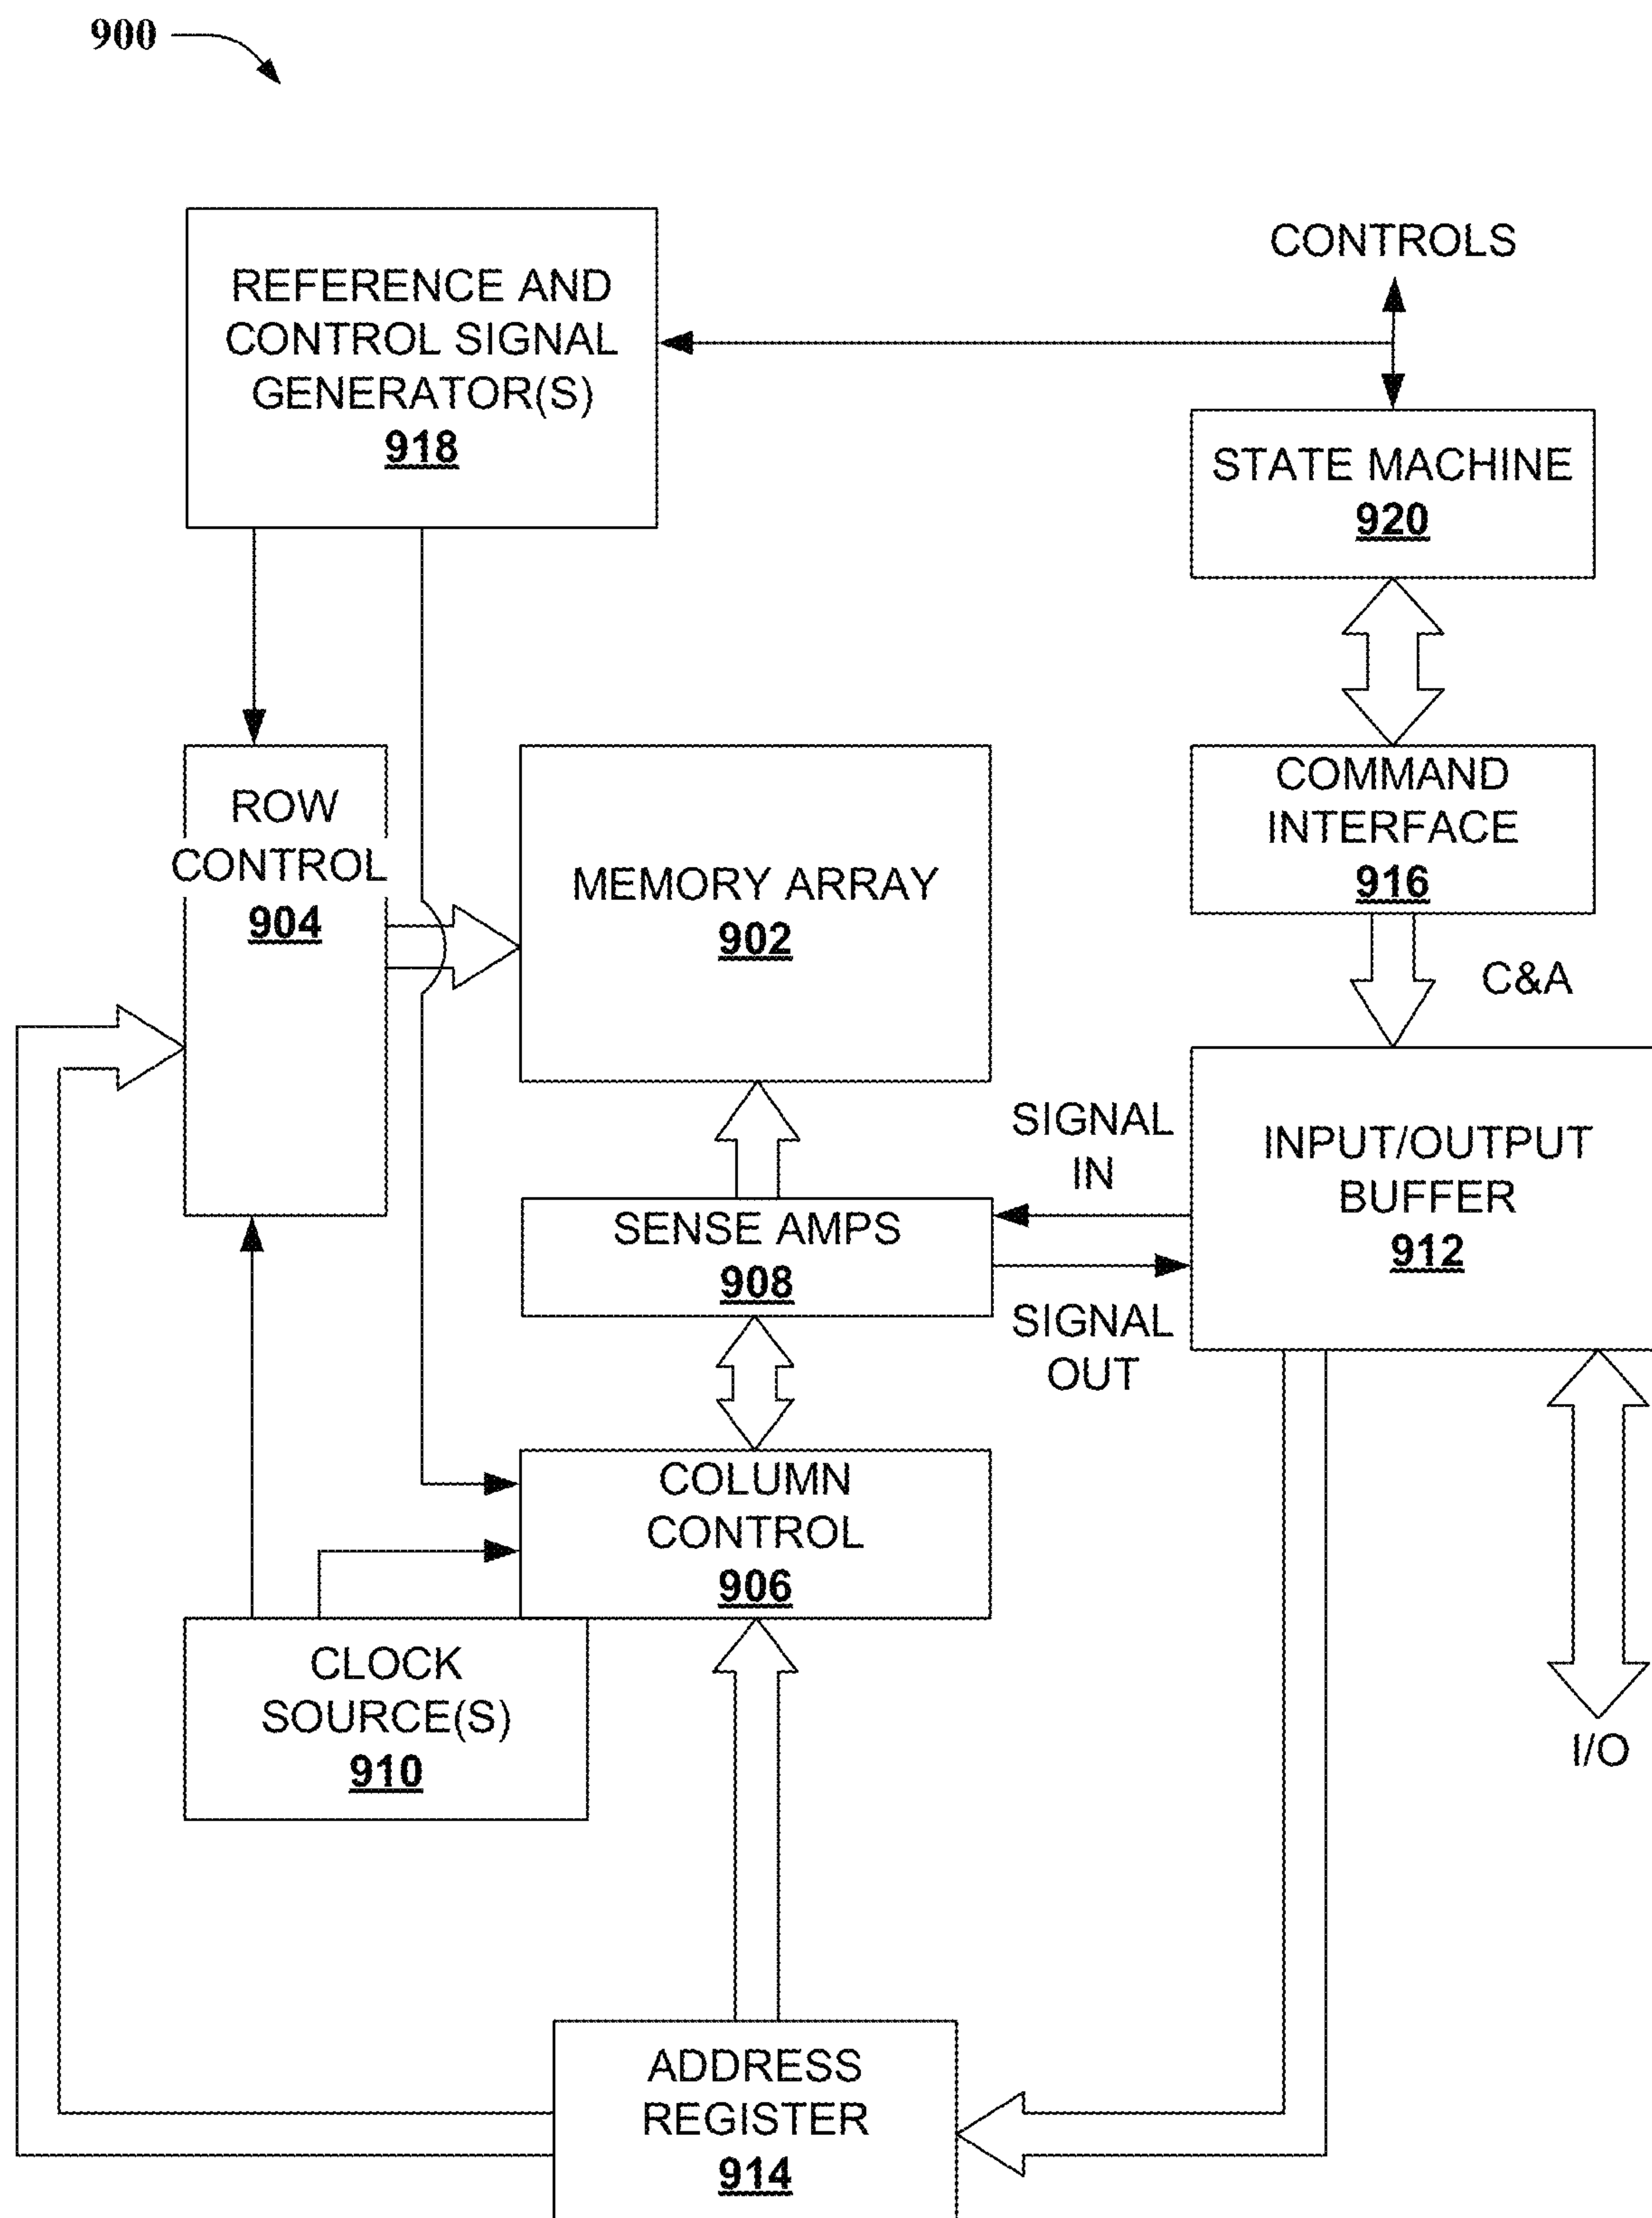 900
REFERENCE AND
CONTROL SIGNAL
GENERATOR(S)
918
CONTROLS
STATE MACHINE
920
ROW
CONTROL
904
MEMORY ARRAY
902
COMMAND
INTERFACE
916
C&A
SIGNAL
IN
INPUT/OUTPUT
BUFFER
912
SENSE AMPS
908
SIGNAL
OUT
COLUMN
CONTROL
906
CLOCK
SOURCE(S)
910
I/O
ADDRESS
REGISTER
914